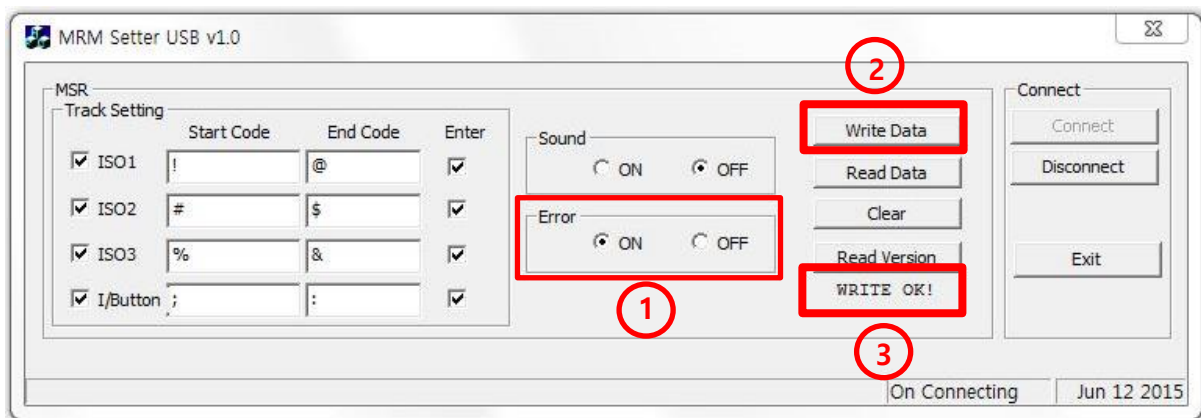 MRM Setter USB v1.0
MSR
Track Setting
Start Code End Code Enter
ISO1 ! @
ISO2 # $
ISO3 % &
I/Button ; :
Sound
ON OFF
Error
ON OFF
1
2
Write Data
Read Data
Clear
Read Version
WRITE OK!
3
Connect
Connect
Disconnect
Exit
On Connecting Jun 12 2015